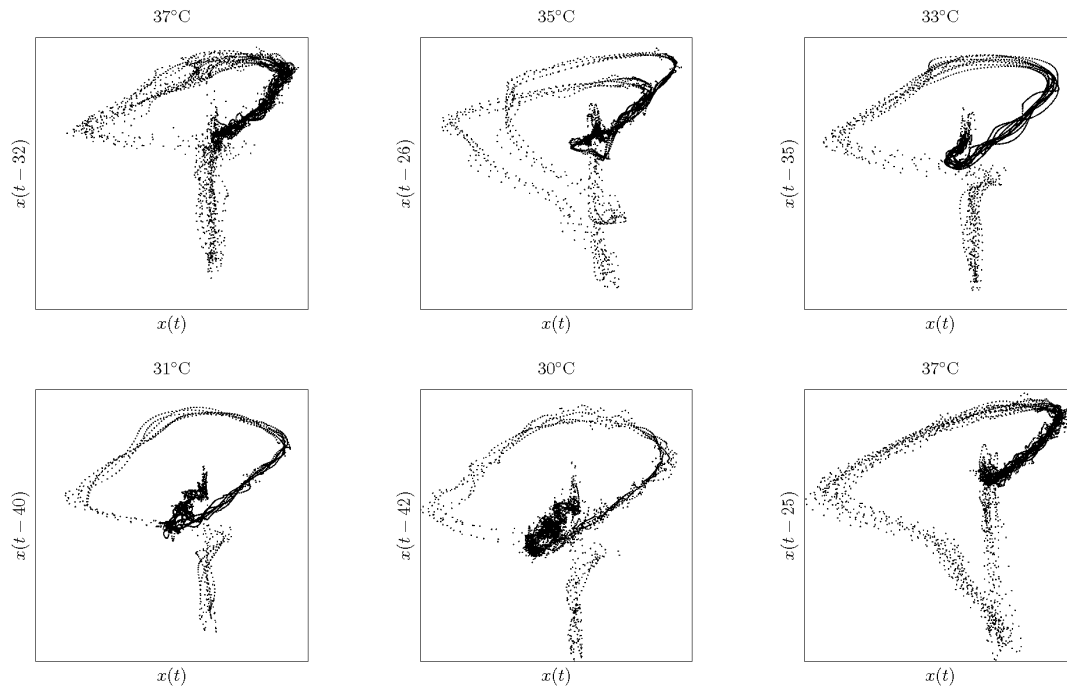 37°C
35°C
33°C
x(t − 32)
x(t − 26)
x(t − 35)
x(t)
x(t)
x(t)
31°C
30°C
37°C
x(t − 40)
x(t − 42)
x(t − 25)
x(t)
x(t)
x(t)